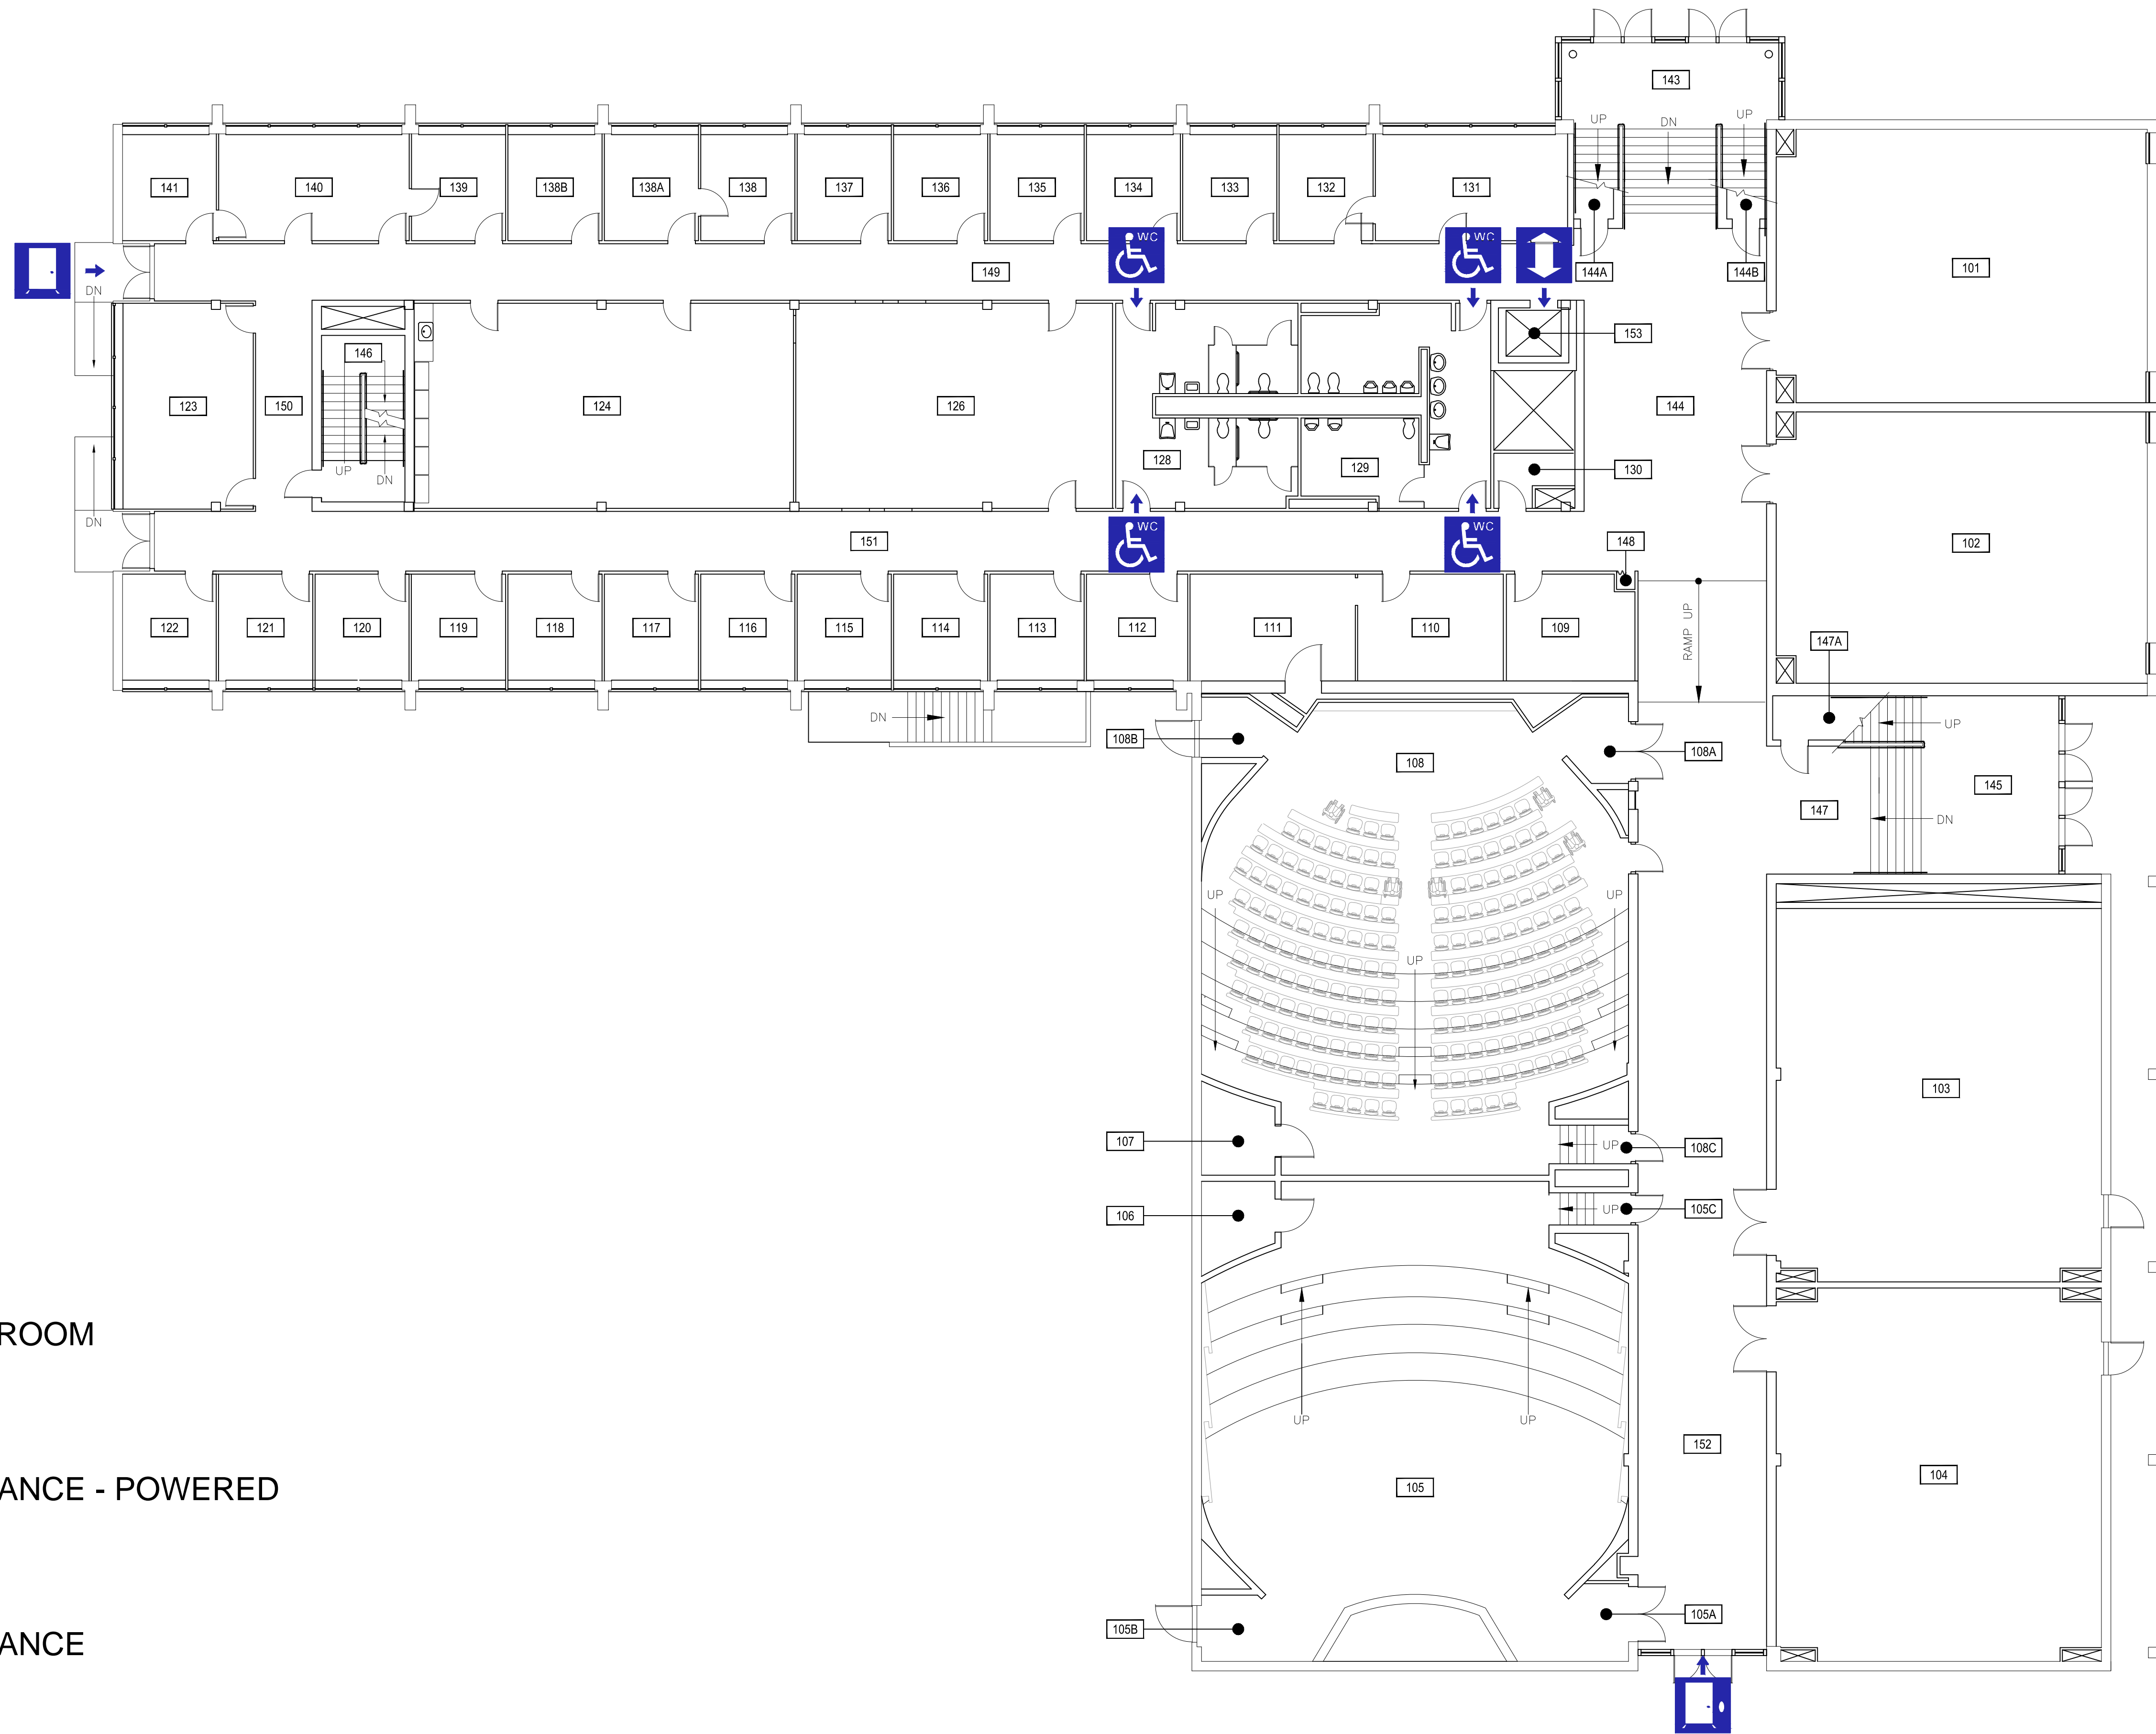 143
UP
DN
UP
141
140
139
138B
138A
138
137
136
135
134
133
132
131
WC
WC
149
144A
144B
101
DN
153
146
123
150
124
126
144
128
129
130
UP
DN
DN
WC
WC
151
148
102
122
121
120
119
118
117
116
115
114
113
112
111
110
109
RAMP UP
147A
DN
UP
108B
108A
108
145
147
DN
UP
UP
UP
103
107
UP
108C
106
UP
105C
ROOM
UP
UP
152
104
ANCE - POWERED
105
105B
105A
ANCE